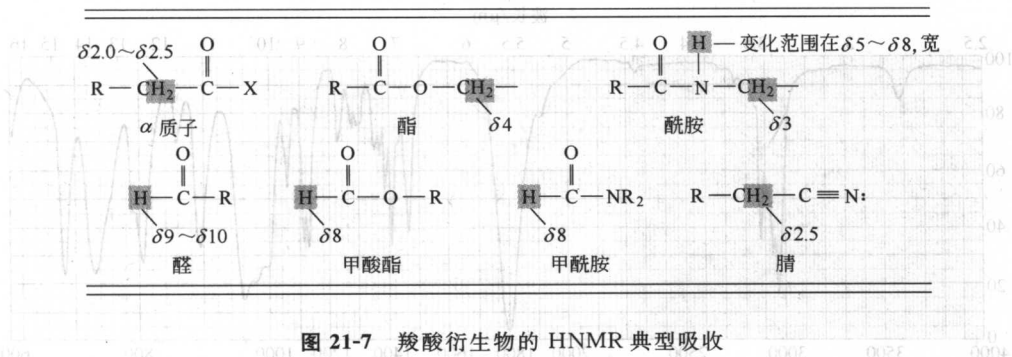 δ2.0～δ2.5
O
R—CH₂—C—X
α 质子
O
R—C—O—CH₂—
δ4
酯
O H—变化范围在δ5～δ8,宽
R—C—N—CH₂—
δ3
酰胺
O
H—C—R
δ9～δ10
醛
O
H—C—O—R
δ8
甲酸酯
O
H—C—NR₂
δ8
甲酰胺
R—CH₂—C≡N:
δ2.5
腈
图 21-7 羧酸衍生物的 HNMR 典型吸收